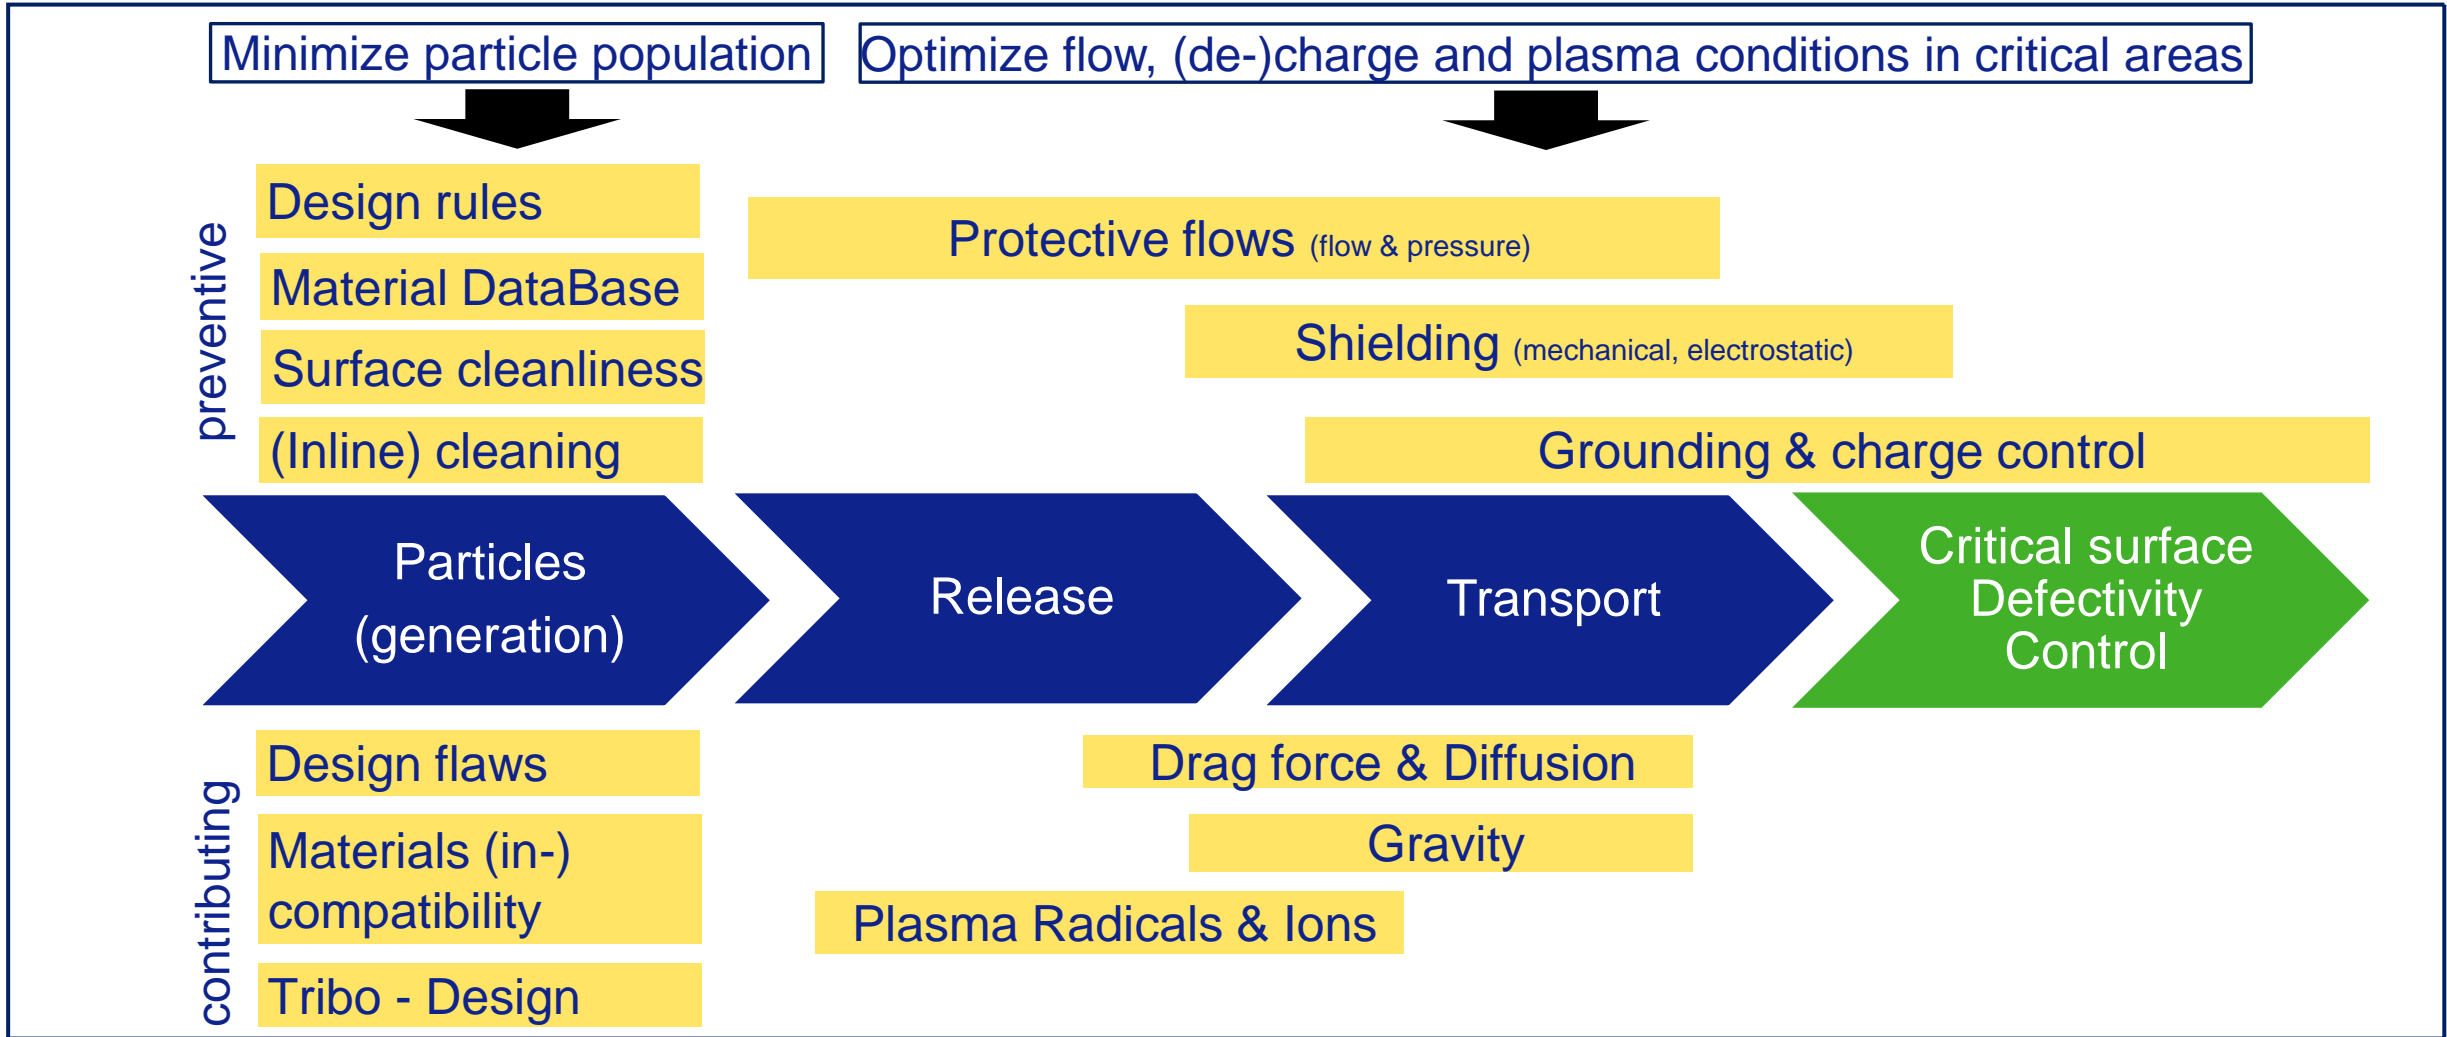 Minimize particle population
Optimize flow, (de-)charge and plasma conditions in critical areas
preventive
Design rules
Material DataBase
Surface cleanliness
(Inline) cleaning
Protective flows (flow & pressure)
Shielding (mechanical, electrostatic)
Grounding & charge control
Particles
(generation)
Release
Transport
Critical surface
Defectivity
Control
contributing
Design flaws
Materials (in-)
compatibility
Tribo - Design
Drag force & Diffusion
Gravity
Plasma Radicals & Ions